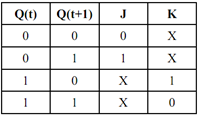 Q(t) Q(t+1) J K
0 0 0 X
0 1 1 X
1 0 X 1
1 1 X 0